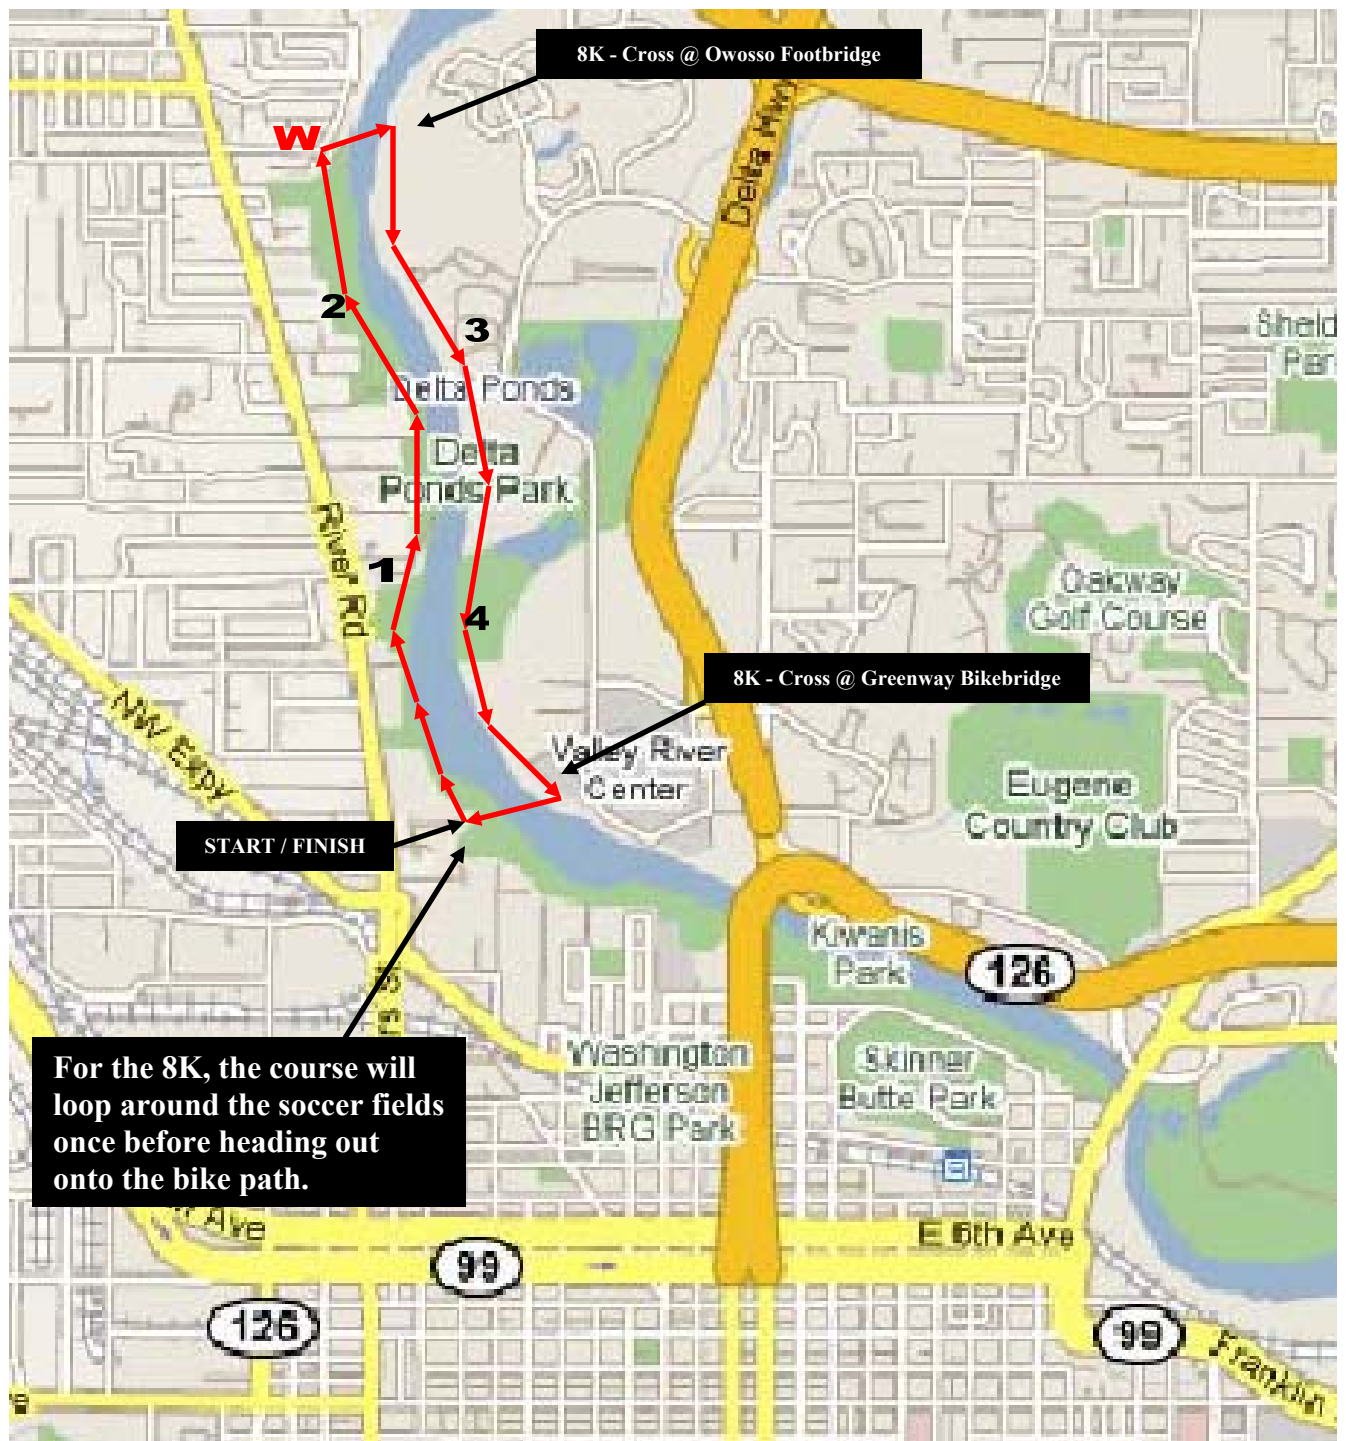 8K - Cross @ Owosso Footbridge
Delta Hwy
W
2
3
Sheld
Par
Delta Ponds
Delta
Ponds Park
River Rd
1
Oakway
Golf Course
4
8K - Cross @ Greenway Bikebridge
NW Expy
Valley River
Center
Eugene
Country Club
START / FINISH
Kiwanis
Park
126
For the 8K, the course will
loop around the soccer fields
once before heading out
onto the bike path.
Washington
Jefferson
BRG Park
Skinner
Butte Park
Ave
E 6th Ave
99
126
99
Franklin